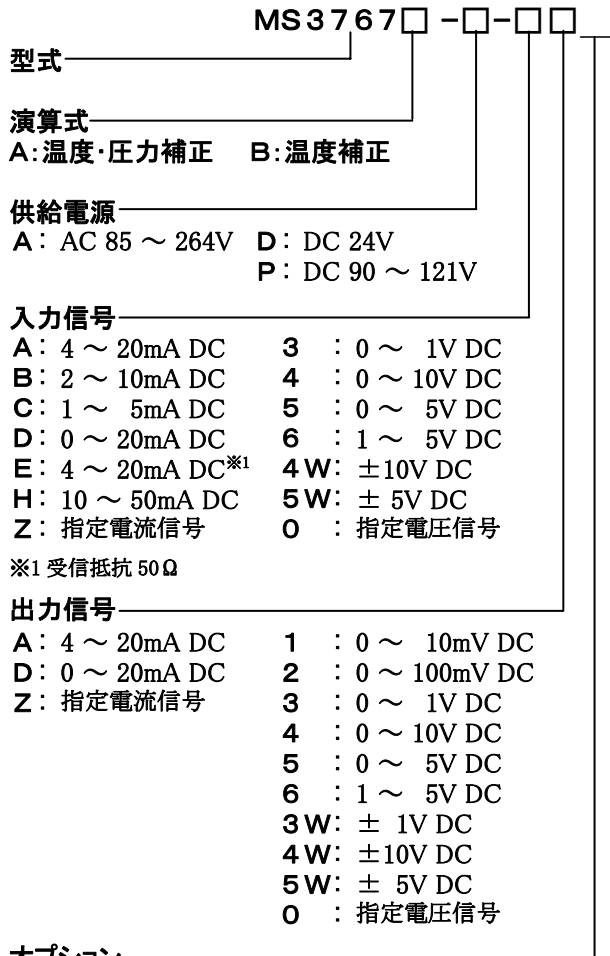 MS3767□ -□-□□
型式
演算式
A:温度･圧力補正 B:温度補正
供給電源
A: AC 85 ～ 264V D: DC 24V
P: DC 90 ～ 121V
入力信号
A: 4 ～ 20mA DC 3 : 0 ～ 1V DC
B: 2 ～ 10mA DC 4 : 0 ～ 10V DC
C: 1 ～ 5mA DC 5 : 0 ～ 5V DC
D: 0 ～ 20mA DC 6 : 1 ～ 5V DC
E: 4 ～ 20mA DC※1 4W: ±10V DC
H: 10 ～ 50mA DC 5W: ± 5V DC
Z: 指定電流信号 0 : 指定電圧信号
※1 受信抵抗 50Ω
出力信号
A: 4 ～ 20mA DC 1 : 0 ～ 10mV DC
D: 0 ～ 20mA DC 2 : 0 ～ 100mV DC
Z: 指定電流信号 3 : 0 ～ 1V DC
4 : 0 ～ 10V DC
5 : 0 ～ 5V DC
6 : 1 ～ 5V DC
3W: ± 1V DC
4W: ±10V DC
5W: ± 5V DC
0 : 指定電圧信号
オプション